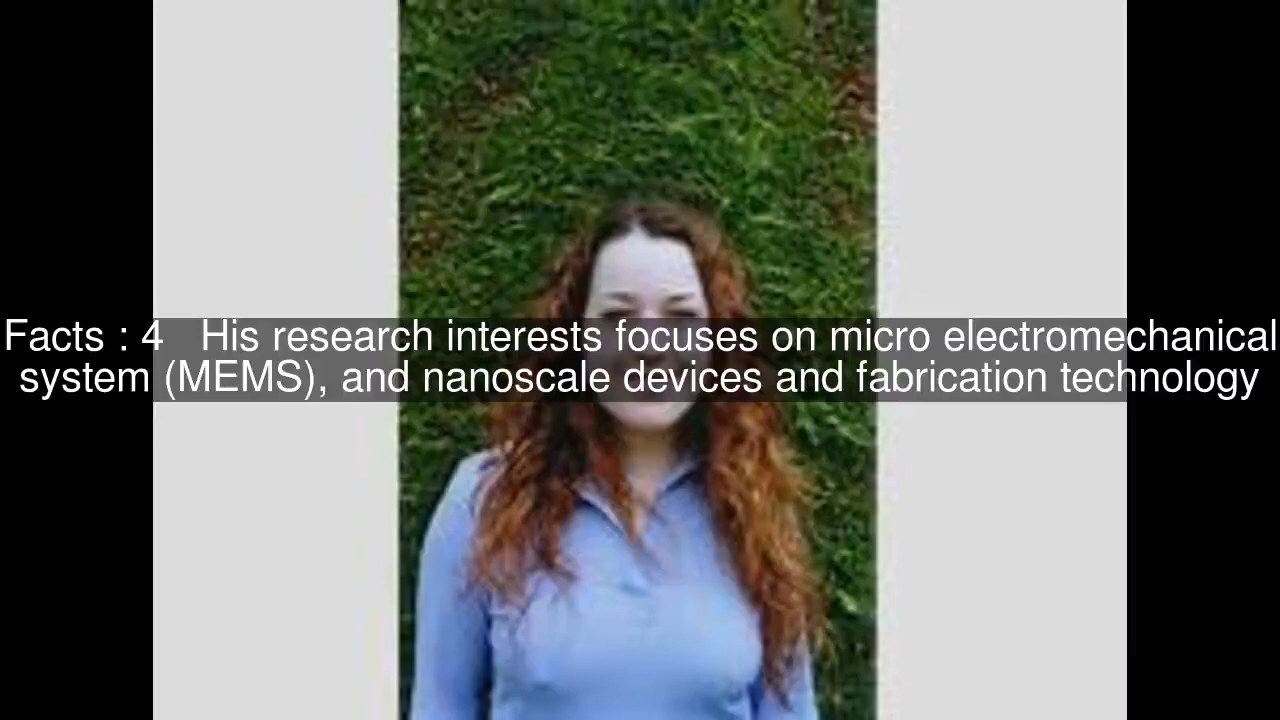 Facts : 4   His research interests focuses on micro electromechanical
system (MEMS), and nanoscale devices and fabrication technology